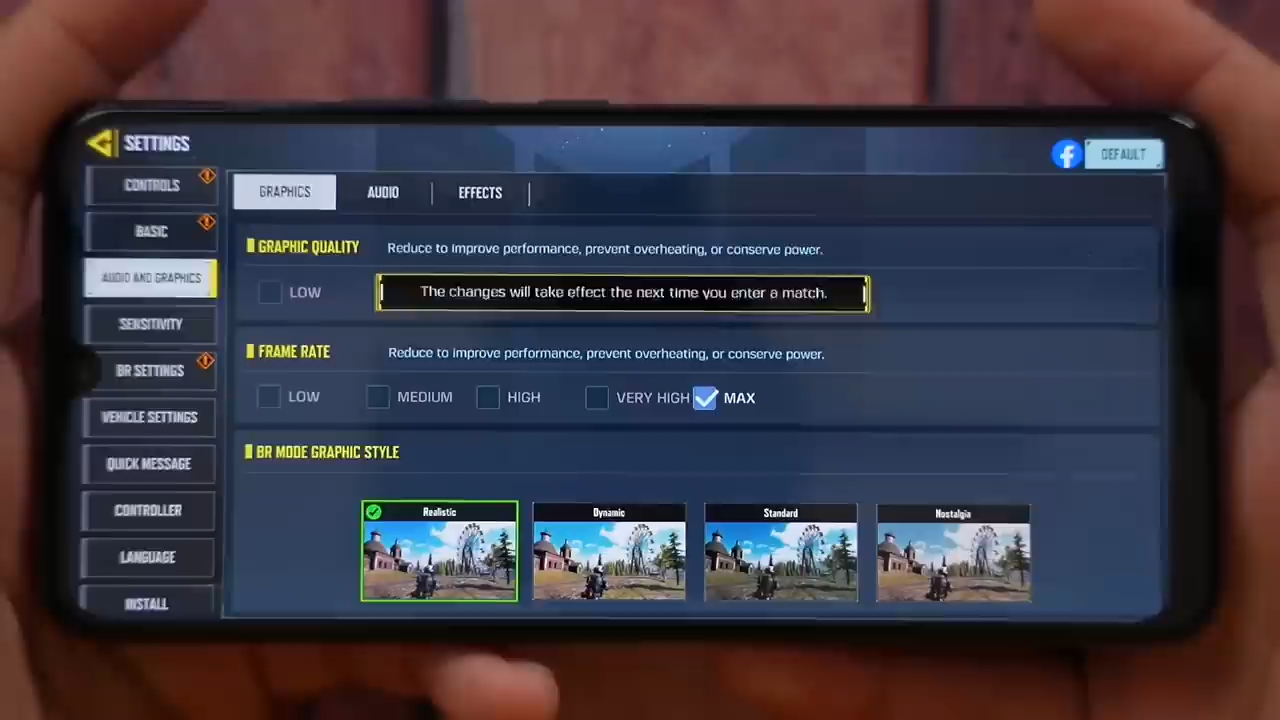 SETTINGS
DEFAULT
CONTROLS
BASIC
AUDIO AND GRAPHICS
SENSITIVITY
BR SETTINGS
VEHICLE SETTINGS
QUICK MESSAGE
CONTROLLER
LANGUAGE
INSTALL
GRAPHICS AUDIO EFFECTS
GRAPHIC QUALITY Reduce to improve performance, prevent overheating, or conserve power.
LOW
The changes will take effect the next time you enter a match.
FRAME RATE Reduce to improve performance, prevent overheating, or conserve power.
LOW MEDIUM HIGH VERY HIGH MAX
BR MODE GRAPHIC STYLE
Realistic Dynamic Standard Nostalgia